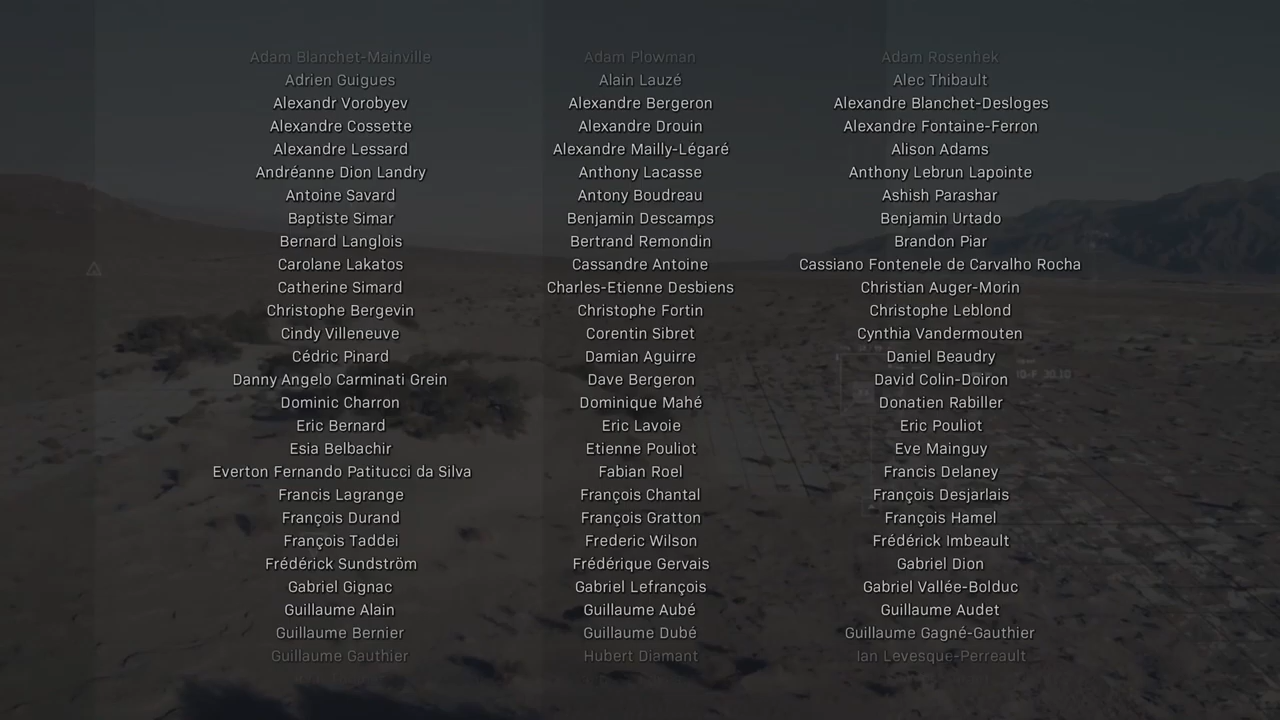 Adam Blanchet-Mainville Adam Plowman Adam Rosenhek
Adrien Guigues Alain Lauzé Alec Thibault
Alexandr Vorobyev Alexandre Bergeron Alexandre Blanchet-Desloges
Alexandre Cossette Alexandre Drouin Alexandre Fontaine-Ferron
Alexandre Lessard Alexandre Mailly-Légaré Alison Adams
Andréanne Dion Landry Anthony Lacasse Anthony Lebrun Lapointe
Antoine Savard Antony Boudreau Ashish Parashar
Baptiste Simar Benjamin Descamps Benjamin Urtado
Bernard Langlois Bertrand Remondin Brandon Piar
Carolane Lakatos Cassandre Antoine Cassiano Fontenele de Carvalho Rocha
Catherine Simard Charles-Etienne Desbiens Christian Auger-Morin
Christophe Bergevin Christophe Fortin Christophe Leblond
Cindy Villeneuve Corentin Sibret Cynthia Vandermouten
Cédric Pinard Damian Aguirre Daniel Beaudry
Danny Angelo Carminati Grein Dave Bergeron David Colin-Doiron
Dominic Charron Dominique Mahé Donatien Rabiller
Eric Bernard Eric Lavoie Eric Pouliot
Esia Belbachir Etienne Pouliot Eve Mainguy
Everton Fernando Patitucci da Silva Fabian Roel Francis Delaney
Francis Lagrange François Chantal François Desjarlais
François Durand François Gratton François Hamel
François Taddei Frederic Wilson Frédérick Imbeault
Frédérick Sundström Frédérique Gervais Gabriel Dion
Gabriel Gignac Gabriel Lefrançois Gabriel Vallée-Bolduc
Guillaume Alain Guillaume Aubé Guillaume Audet
Guillaume Bernier Guillaume Dubé Guillaume Gagné-Gauthier
Guillaume Gauthier Hubert Diamant Ian Levesque-Perreault